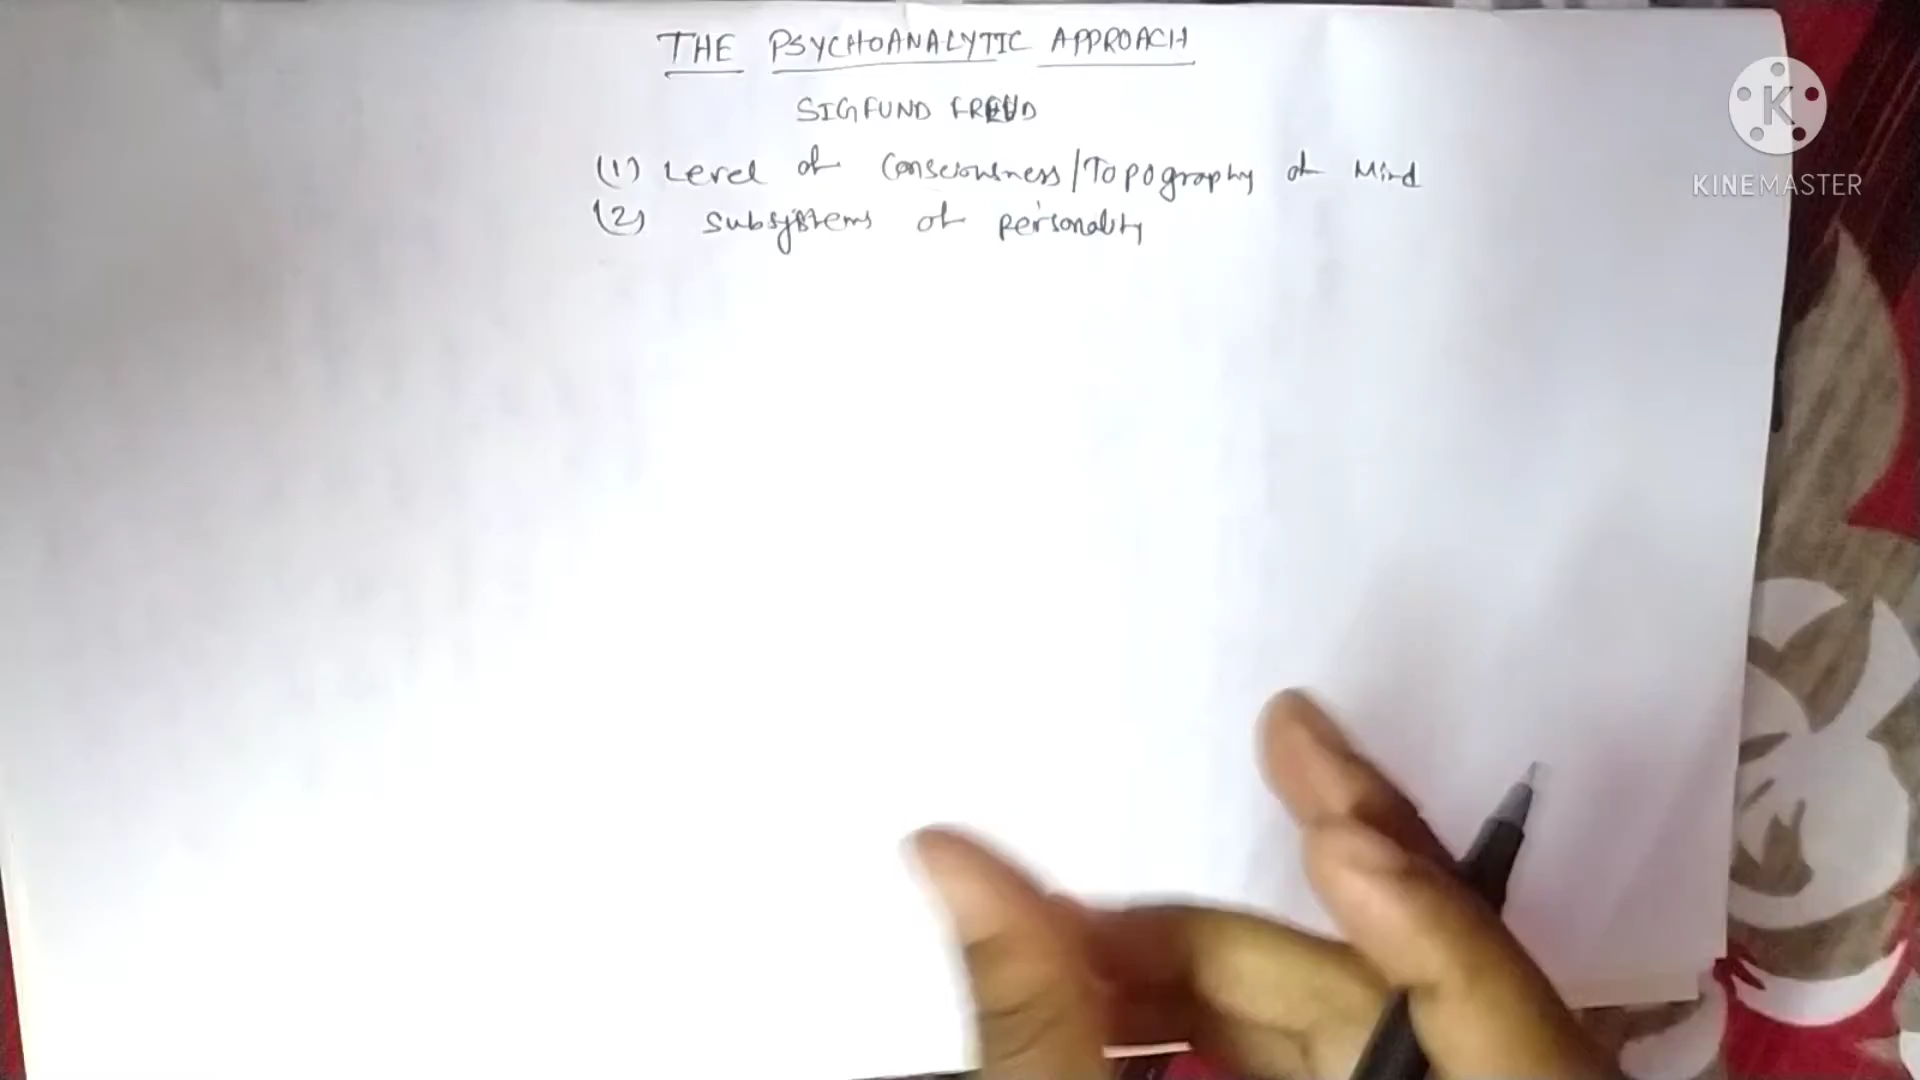 THE PSYCHOANALYTIC APPROACH
SIGFUND FREUD
(1) Level of Consciousness/Topography of Mind
(2) Subsystems of personality
K
KINEMASTER